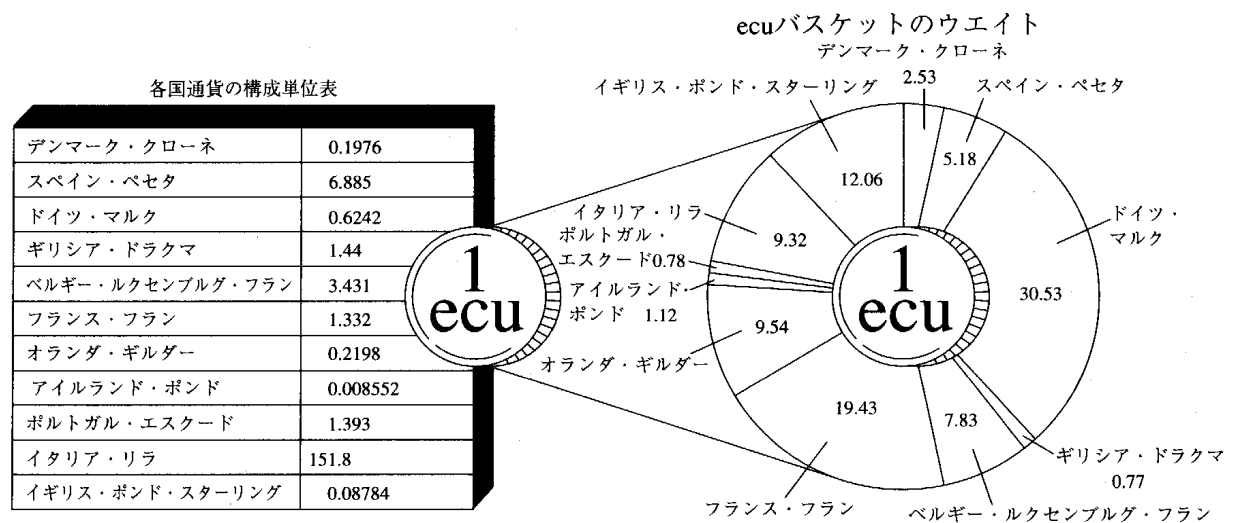 ecuバスケットのウエイト
各国通貨の構成単位表
デンマーク・クローネ 0.1976
スペイン・ペセタ 6.885
ドイツ・マルク 0.6242
ギリシア・ドラクマ 1.44
ベルギー・ルクセンブルグ・フラン 3.431
フランス・フラン 1.332
オランダ・ギルダー 0.2198
アイルランド・ポンド 0.008552
ポルトガル・エスクード 1.393
イタリア・リラ 151.8
イギリス・ポンド・スターリング 0.08784
1
ecu
デンマーク・クローネ
2.53
スペイン・ペセタ
5.18
ドイツ・
マルク
30.53
ギリシア・ドラクマ
0.77
ベルギー・ルクセンブルグ・フラン
7.83
フランス・フラン
19.43
オランダ・ギルダー
9.54
アイルランド・
ポンド 1.12
ポルトガル・
エスクード0.78
イタリア・リラ
9.32
イギリス・ポンド・スターリング
12.06
1
ecu